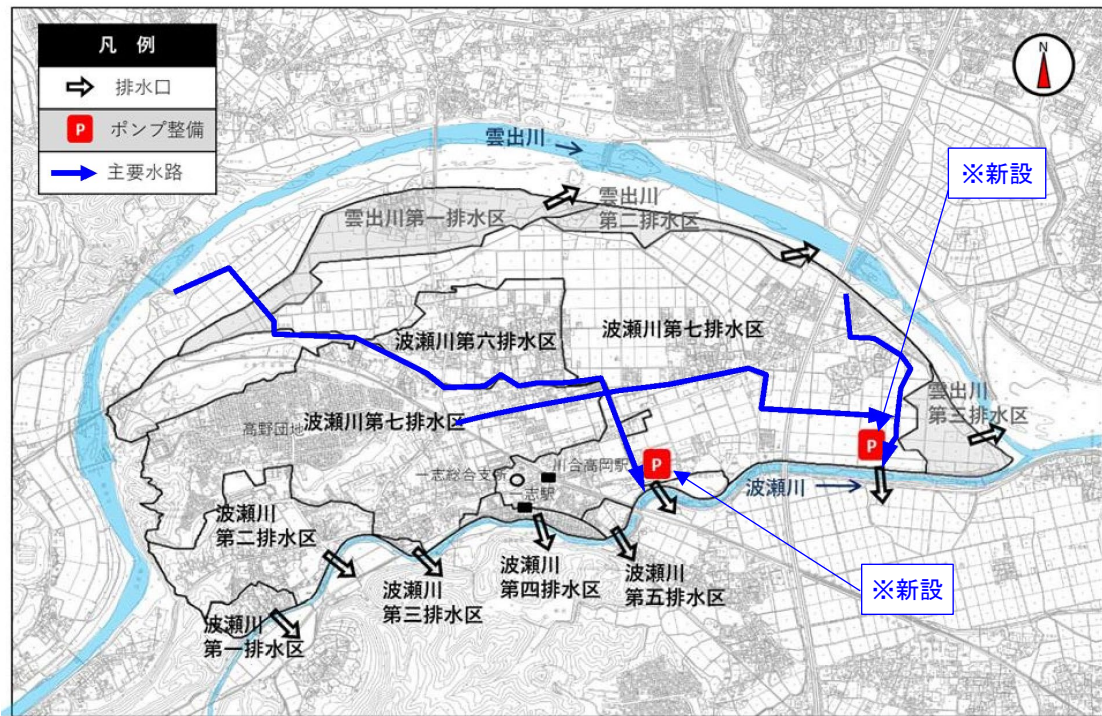 凡 例
排水口
P
ポンプ整備
主要水路
N
雲出川
※新設
雲出川第一排水区
雲出川
第二排水区
波瀬川第六排水区
波瀬川第七排水区
波瀬川第七排水区
高野団地
雲出川
第三排水区
P
川合高岡駅
P
一志総合支所
一志駅
波瀬川
波瀬川
第二排水区
波瀬川
第三排水区
波瀬川
第四排水区
波瀬川
第五排水区
※新設
波瀬川
第一排水区